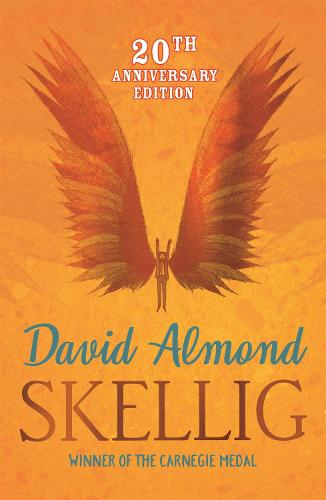 20TH
ANNIVERSARY
EDITION
David Almond
SKELLIG
WINNER OF THE CARNEGIE MEDAL